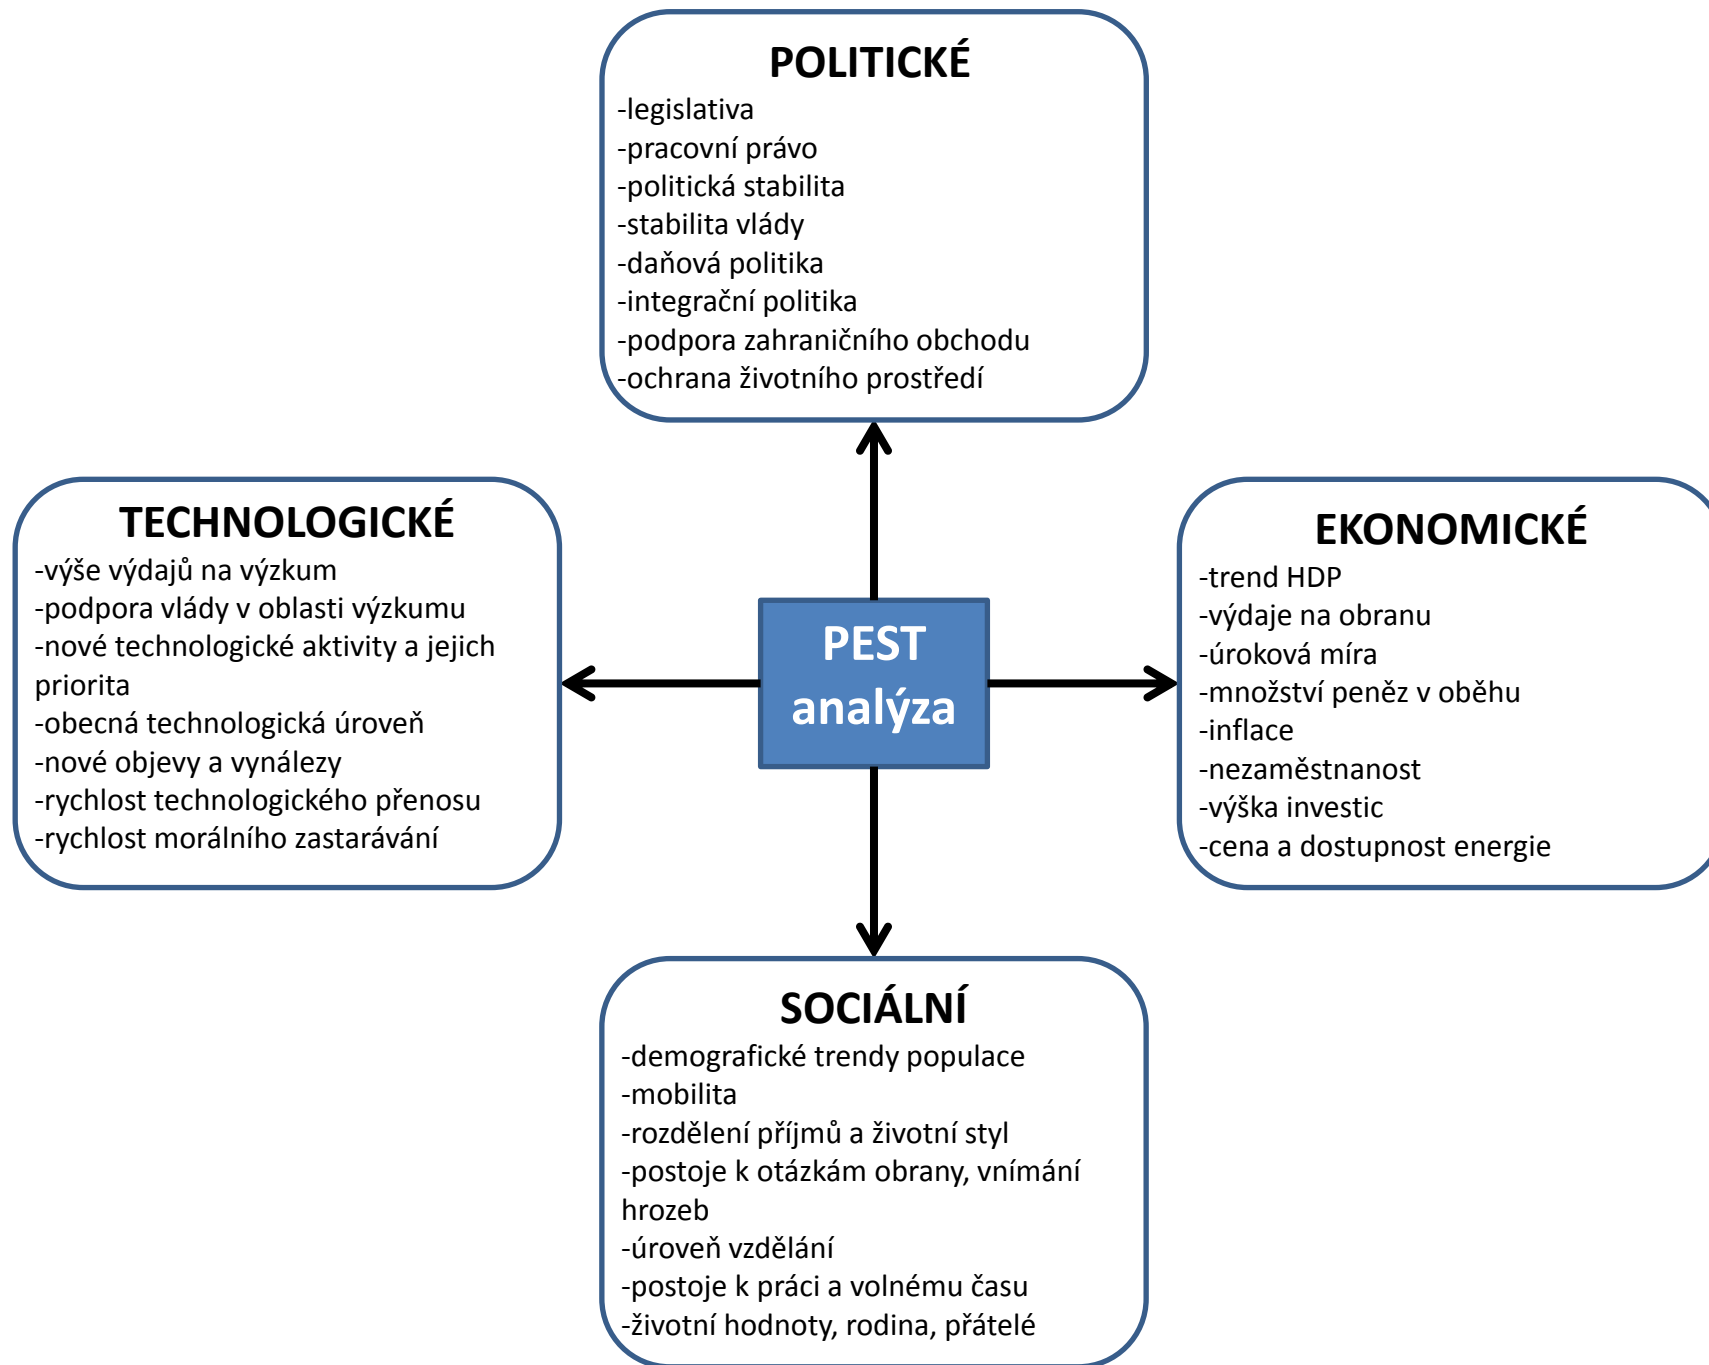 POLITICKÉ
-legislativa
-pracovní právo
-politická stabilita
-stabilita vlády
-daňová politika
-integrační politika
-podpora zahraničního obchodu
-ochrana životního prostředí
TECHNOLOGICKÉ
-výše výdajů na výzkum
-podpora vlády v oblasti výzkumu
-nové technologické aktivity a jejich
priorita
-obecná technologická úroveň
-nové objevy a vynálezy
-rychlost technologického přenosu
-rychlost morálního zastarávání
PEST
analýza
EKONOMICKÉ
-trend HDP
-výdaje na obranu
-úroková míra
-množství peněz v oběhu
-inflace
-nezaměstnanost
-výška investic
-cena a dostupnost energie
SOCIÁLNÍ
-demografické trendy populace
-mobilita
-rozdělení příjmů a životní styl
-postoje k otázkám obrany, vnímání
hrozeb
-úroveň vzdělání
-postoje k práci a volnému času
-životní hodnoty, rodina, přátelé